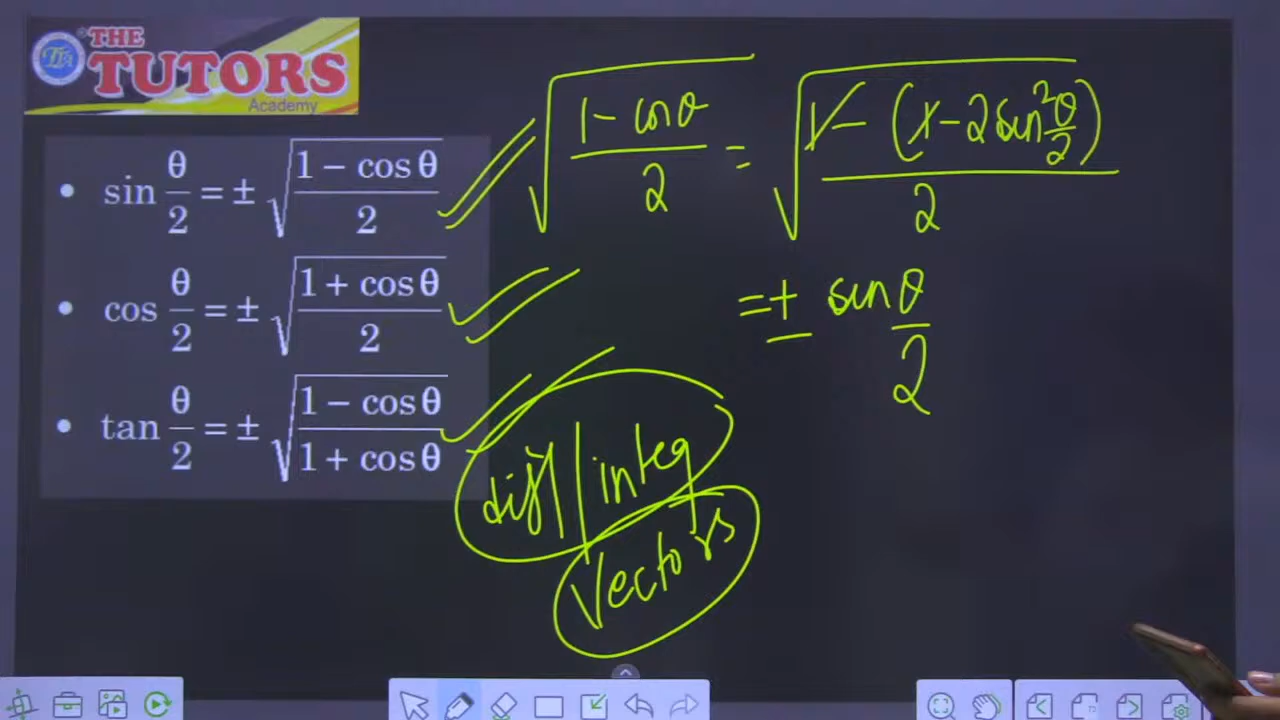 THE
TUTORS
Academy
TTA
• sin θ/2 = ± √((1 − cos θ)/2)
• cos θ/2 = ± √((1 + cos θ)/2)
• tan θ/2 = ± √((1 − cos θ)/(1 + cos θ))
√((1 − cos θ)/2) = √((1 − (1 − 2 sin² θ/2))/2)
= ± sin θ/2
diff/integ
Vectors